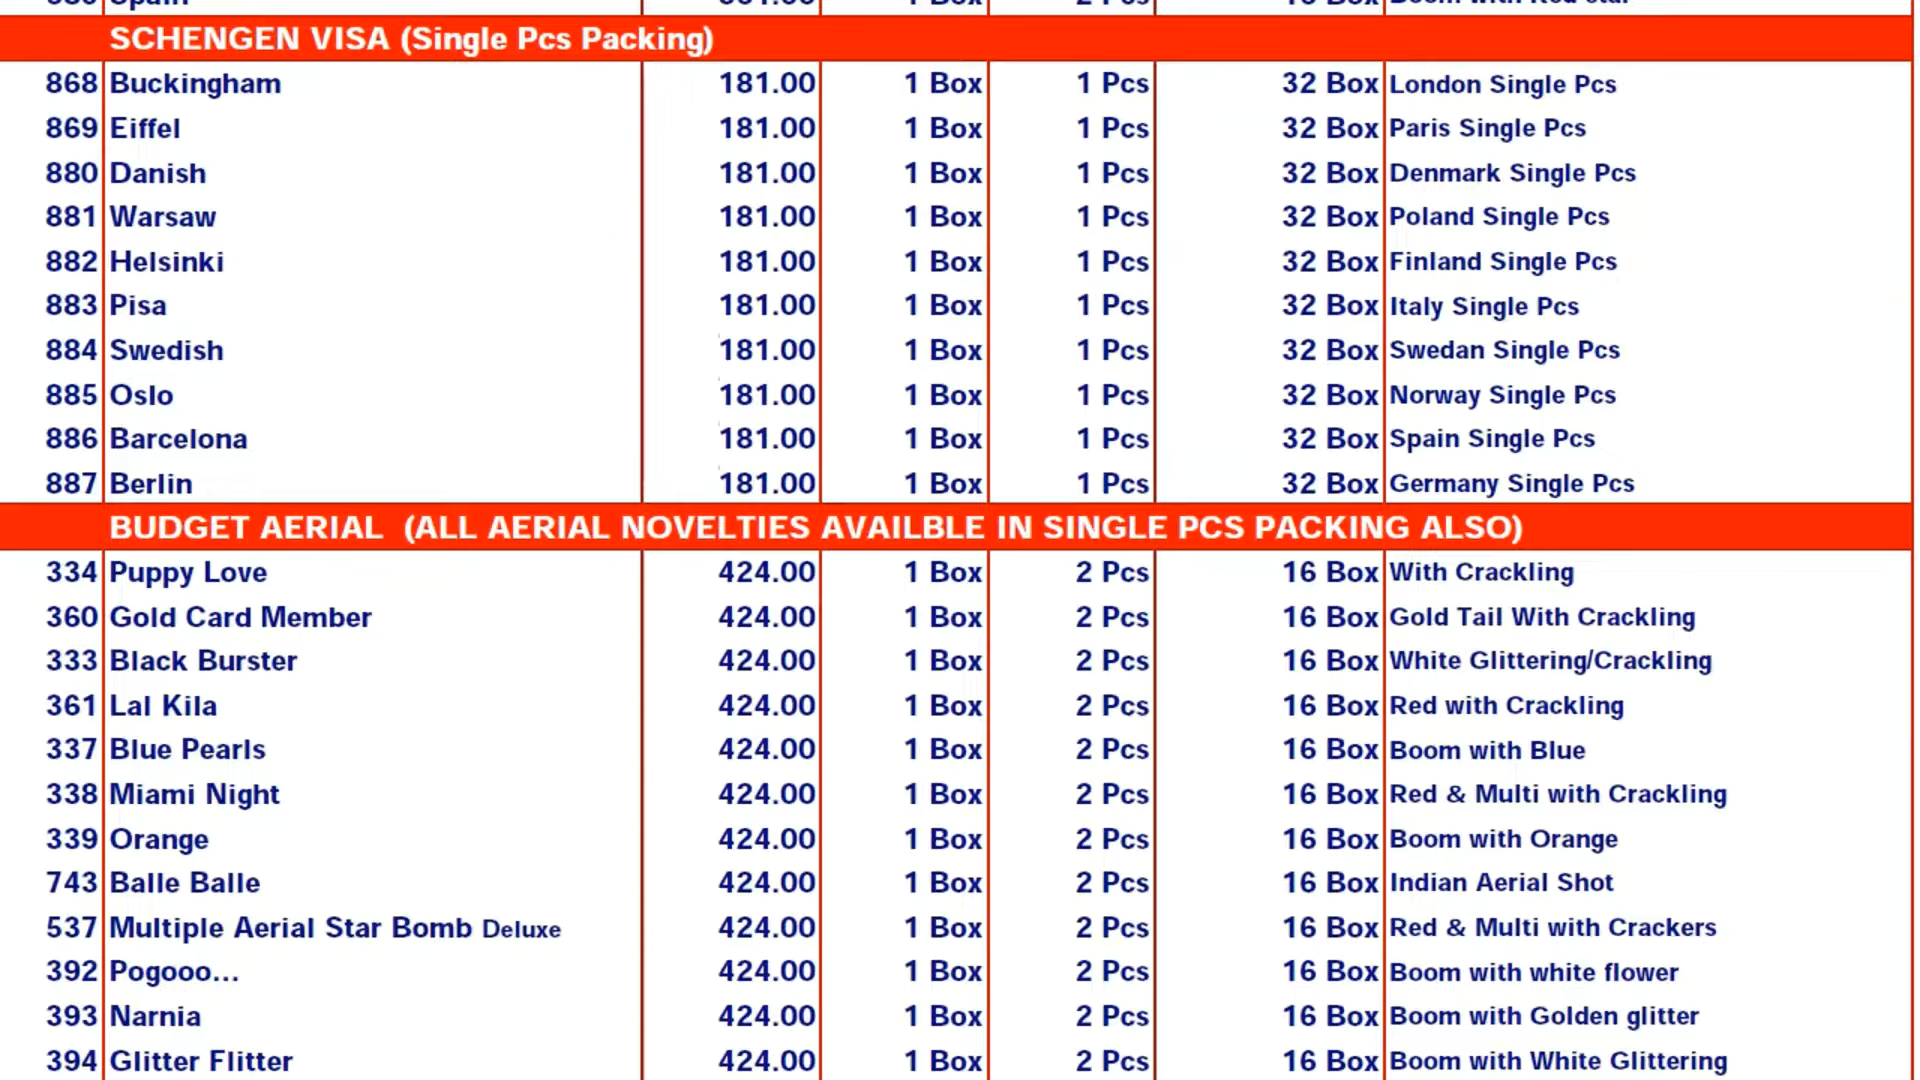 SCHENGEN VISA (Single Pcs Packing)
868 Buckingham 181.00 1 Box 1 Pcs 32 Box London Single Pcs
869 Eiffel 181.00 1 Box 1 Pcs 32 Box Paris Single Pcs
880 Danish 181.00 1 Box 1 Pcs 32 Box Denmark Single Pcs
881 Warsaw 181.00 1 Box 1 Pcs 32 Box Poland Single Pcs
882 Helsinki 181.00 1 Box 1 Pcs 32 Box Finland Single Pcs
883 Pisa 181.00 1 Box 1 Pcs 32 Box Italy Single Pcs
884 Swedish 181.00 1 Box 1 Pcs 32 Box Swedan Single Pcs
885 Oslo 181.00 1 Box 1 Pcs 32 Box Norway Single Pcs
886 Barcelona 181.00 1 Box 1 Pcs 32 Box Spain Single Pcs
887 Berlin 181.00 1 Box 1 Pcs 32 Box Germany Single Pcs
BUDGET AERIAL (ALL AERIAL NOVELTIES AVAILBLE IN SINGLE PCS PACKING ALSO)
334 Puppy Love 424.00 1 Box 2 Pcs 16 Box With Crackling
360 Gold Card Member 424.00 1 Box 2 Pcs 16 Box Gold Tail With Crackling
333 Black Burster 424.00 1 Box 2 Pcs 16 Box White Glittering/Crackling
361 Lal Kila 424.00 1 Box 2 Pcs 16 Box Red with Crackling
337 Blue Pearls 424.00 1 Box 2 Pcs 16 Box Boom with Blue
338 Miami Night 424.00 1 Box 2 Pcs 16 Box Red & Multi with Crackling
339 Orange 424.00 1 Box 2 Pcs 16 Box Boom with Orange
743 Balle Balle 424.00 1 Box 2 Pcs 16 Box Indian Aerial Shot
537 Multiple Aerial Star Bomb Deluxe 424.00 1 Box 2 Pcs 16 Box Red & Multi with Crackers
392 Pogooo... 424.00 1 Box 2 Pcs 16 Box Boom with white flower
393 Narnia 424.00 1 Box 2 Pcs 16 Box Boom with Golden glitter
394 Glitter Flitter 424.00 1 Box 2 Pcs 16 Box Boom with White Glittering